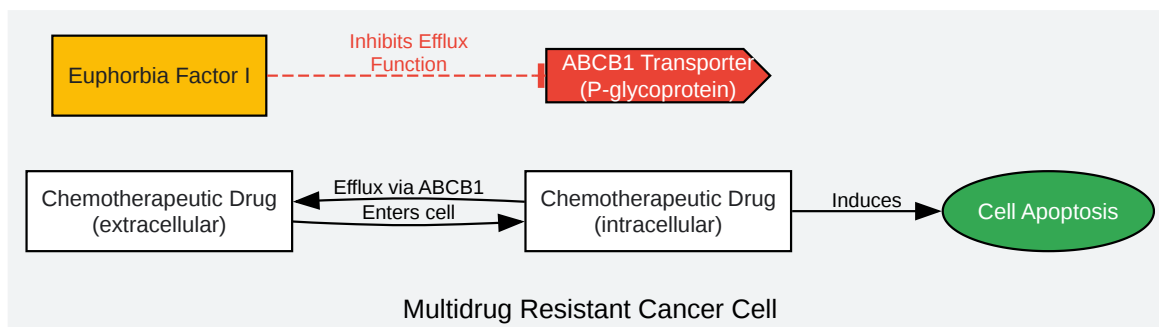 Inhibits Efflux
Function
Euphorbia Factor I
ABCB1 Transporter
(P-glycoprotein)
Chemotherapeutic Drug
(extracellular)
Efflux via ABCB1
Enters cell
Chemotherapeutic Drug
(intracellular)
Induces
Cell Apoptosis
Multidrug Resistant Cancer Cell